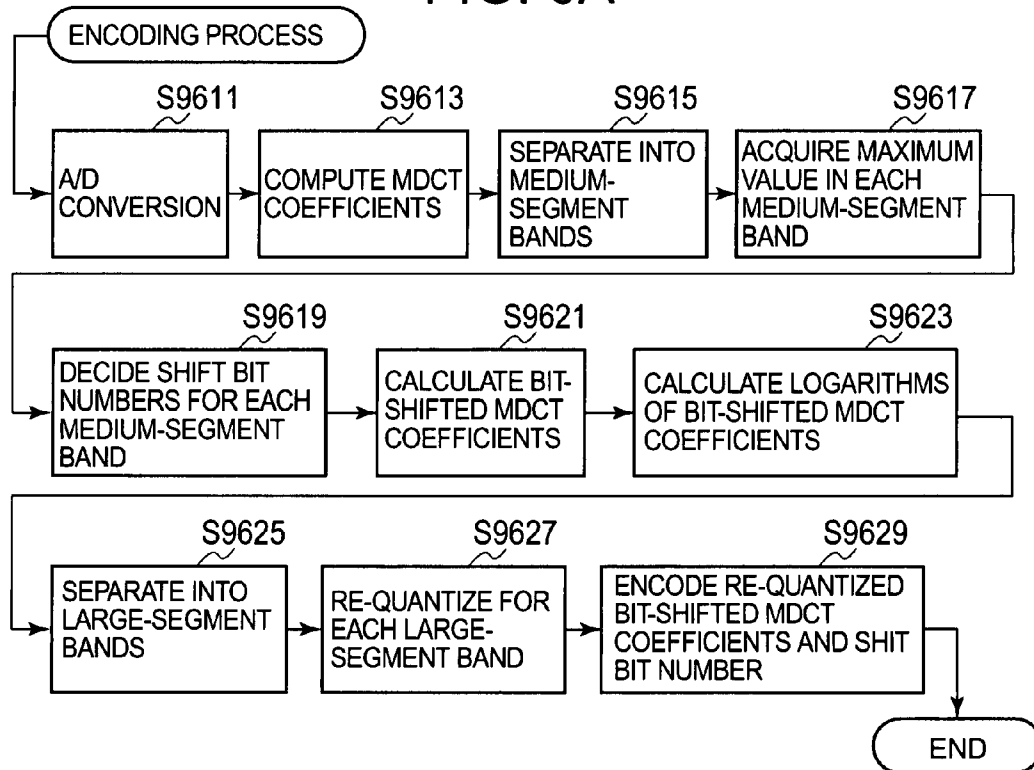 ENCODING PROCESS
S9611
A/D
CONVERSION
S9613
COMPUTE MDCT
COEFFICIENTS
S9615
SEPARATE INTO
MEDIUM-
SEGMENT
BANDS
S9617
ACQUIRE MAXIMUM
VALUE IN EACH
MEDIUM-SEGMENT
BAND
S9619
DECIDE SHIFT BIT
NUMBERS FOR EACH
MEDIUM-SEGMENT
BAND
S9621
CALCULATE BIT-
SHIFTED MDCT
COEFFICIENTS
S9623
CALCULATE LOGARITHMS
OF BIT-SHIFTED MDCT
COEFFICIENTS
S9625
SEPARATE INTO
LARGE-SEGMENT
BANDS
S9627
RE-QUANTIZE FOR
EACH LARGE-
SEGMENT BAND
S9629
ENCODE RE-QUANTIZED
BIT-SHIFTED MDCT
COEFFICIENTS AND SHIT
BIT NUMBER
END